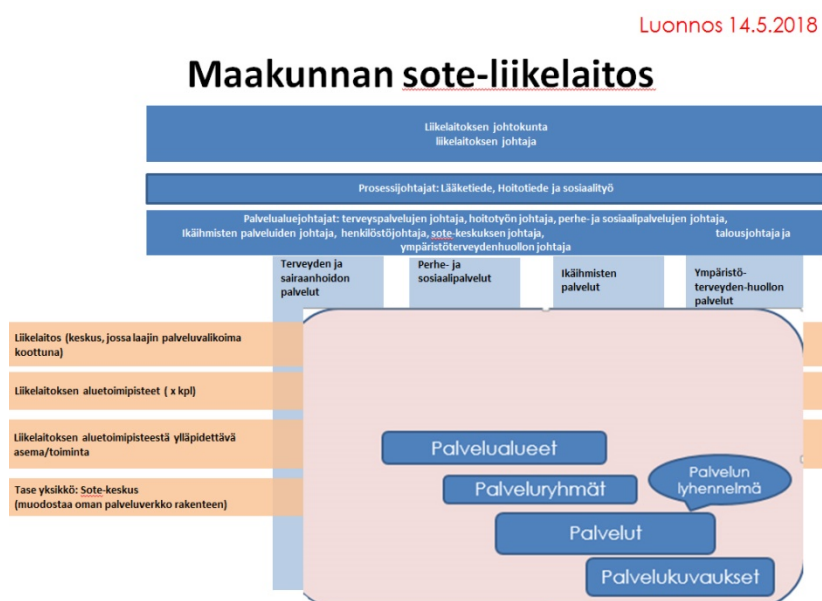 Luonnos 14.5.2018
Maakunnan sote-liikelaitos
Liikelaitoksen johtokunta
liikelaitoksen johtaja
Prosessijohtajat: Lääketiede, Hoitotiede ja sosiaalityö
Palvelualuejohtajat: terveyspalvelujen johtaja, hoitotyön johtaja, perhe- ja sosiaalipalvelujen johtaja,
Ikäihmisten palveluiden johtaja, henkilöstöjohtaja, sote-keskuksen johtaja, talousjohtaja ja
ympäristöterveydenhuollon johtaja
Terveyden ja
sairaanhoidon
palvelut
Perhe- ja
sosiaalipalvelut
Ikäihmisten
palvelut
Ympäristö-
terveyden-huollon
palvelut
Liikelaitos (keskus, jossa laajin palveluvalikoima
koottuna)
Liikelaitoksen aluetoimipisteet ( x kpl)
Liikelaitoksen aluetoimipisteestä ylläpidettävä
asema/toiminta
Tase yksikkö: Sote-keskus
(muodostaa oman palveluverkko rakenteen)
Palvelualueet
Palveluryhmät
Palvelun
lyhennelmä
Palvelut
Palvelukuvaukset